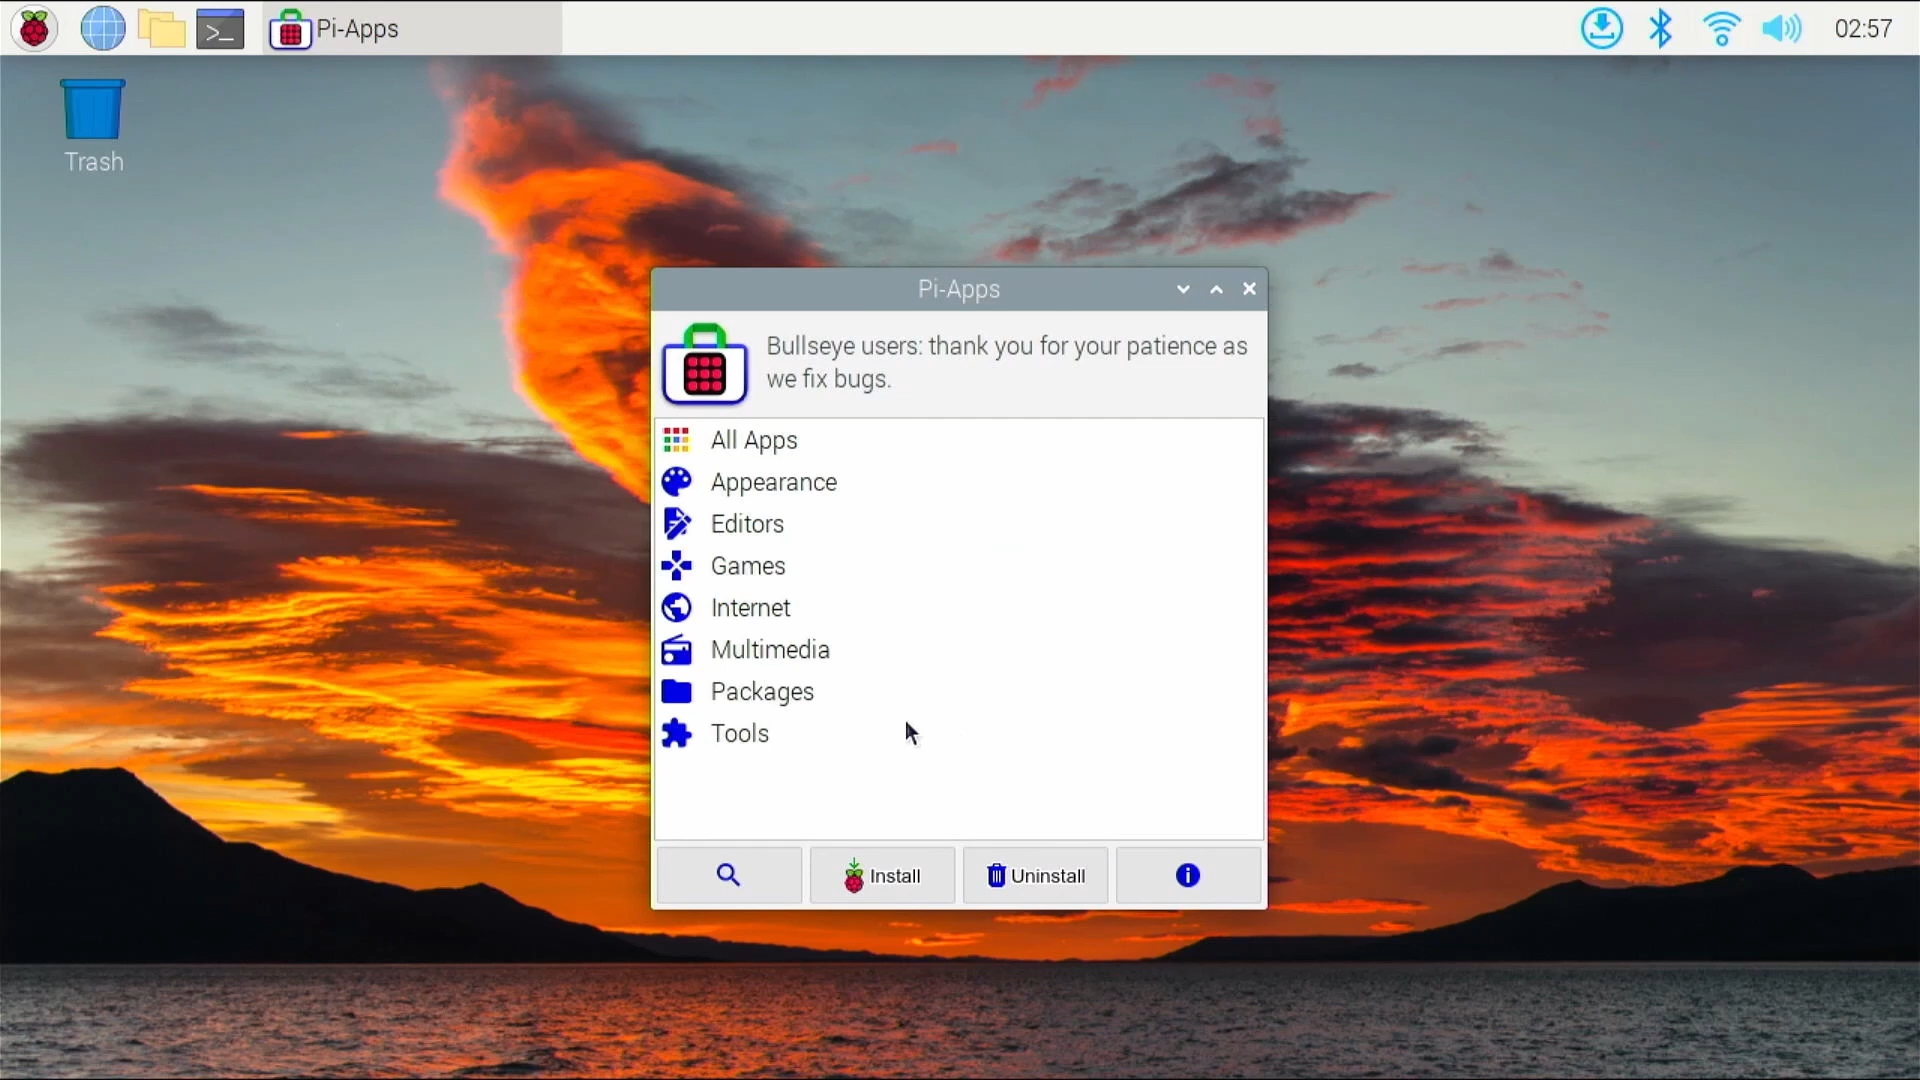 Pi-Apps
02:57
Trash
Pi-Apps
Bullseye users: thank you for your patience as
we fix bugs.
All Apps
Appearance
Editors
Games
Internet
Multimedia
Packages
Tools
Install
Uninstall